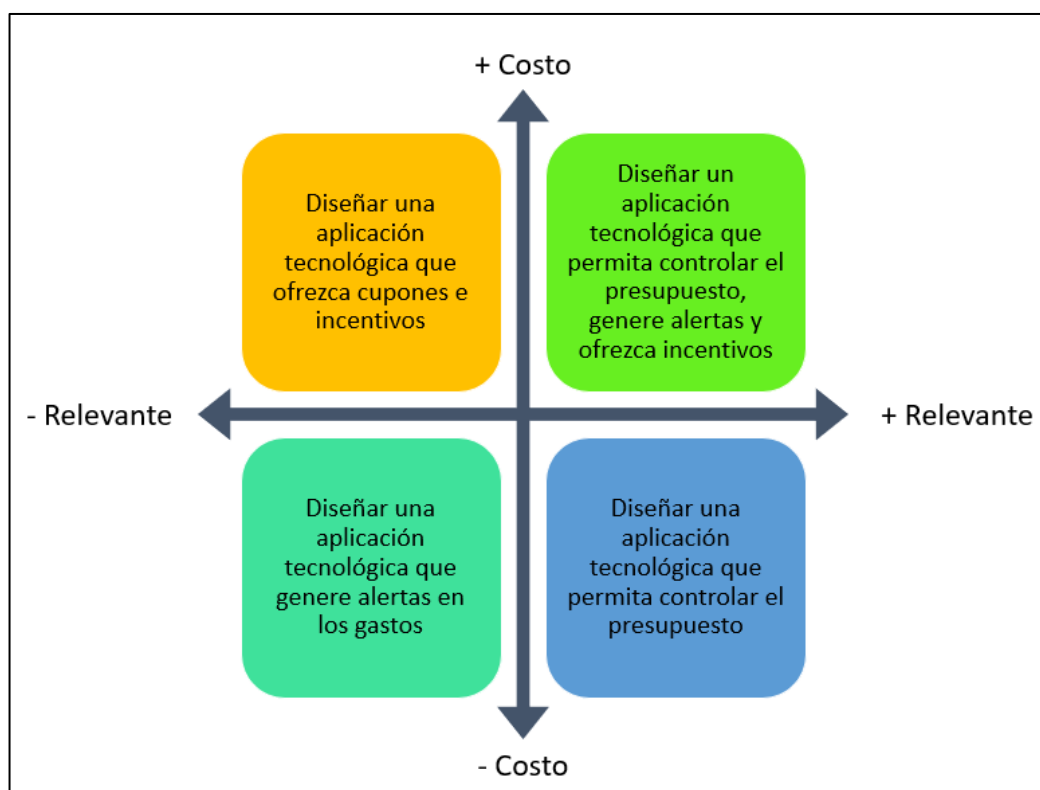 + Costo
Diseñar una
aplicación
tecnológica que
ofrezca cupones e
incentivos
Diseñar un
aplicación
tecnológica que
permita controlar el
presupuesto,
genere alertas y
ofrezca incentivos
- Relevante
+ Relevante
Diseñar una
aplicación
tecnológica que
genere alertas en
los gastos
Diseñar una
aplicación
tecnológica que
permita controlar el
presupuesto
- Costo